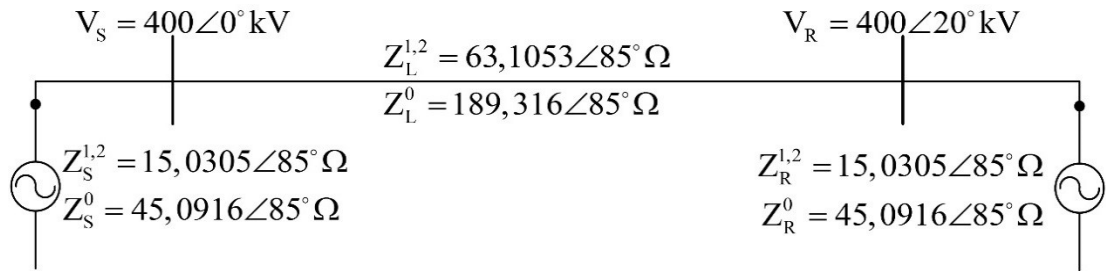 V_S = 400∠0° kV
V_R = 400∠20° kV
Z_L^{1,2} = 63,1053∠85° Ω
Z_L^0 = 189,316∠85° Ω
Z_S^{1,2} = 15,0305∠85° Ω
Z_S^0 = 45,0916∠85° Ω
Z_R^{1,2} = 15,0305∠85° Ω
Z_R^0 = 45,0916∠85° Ω